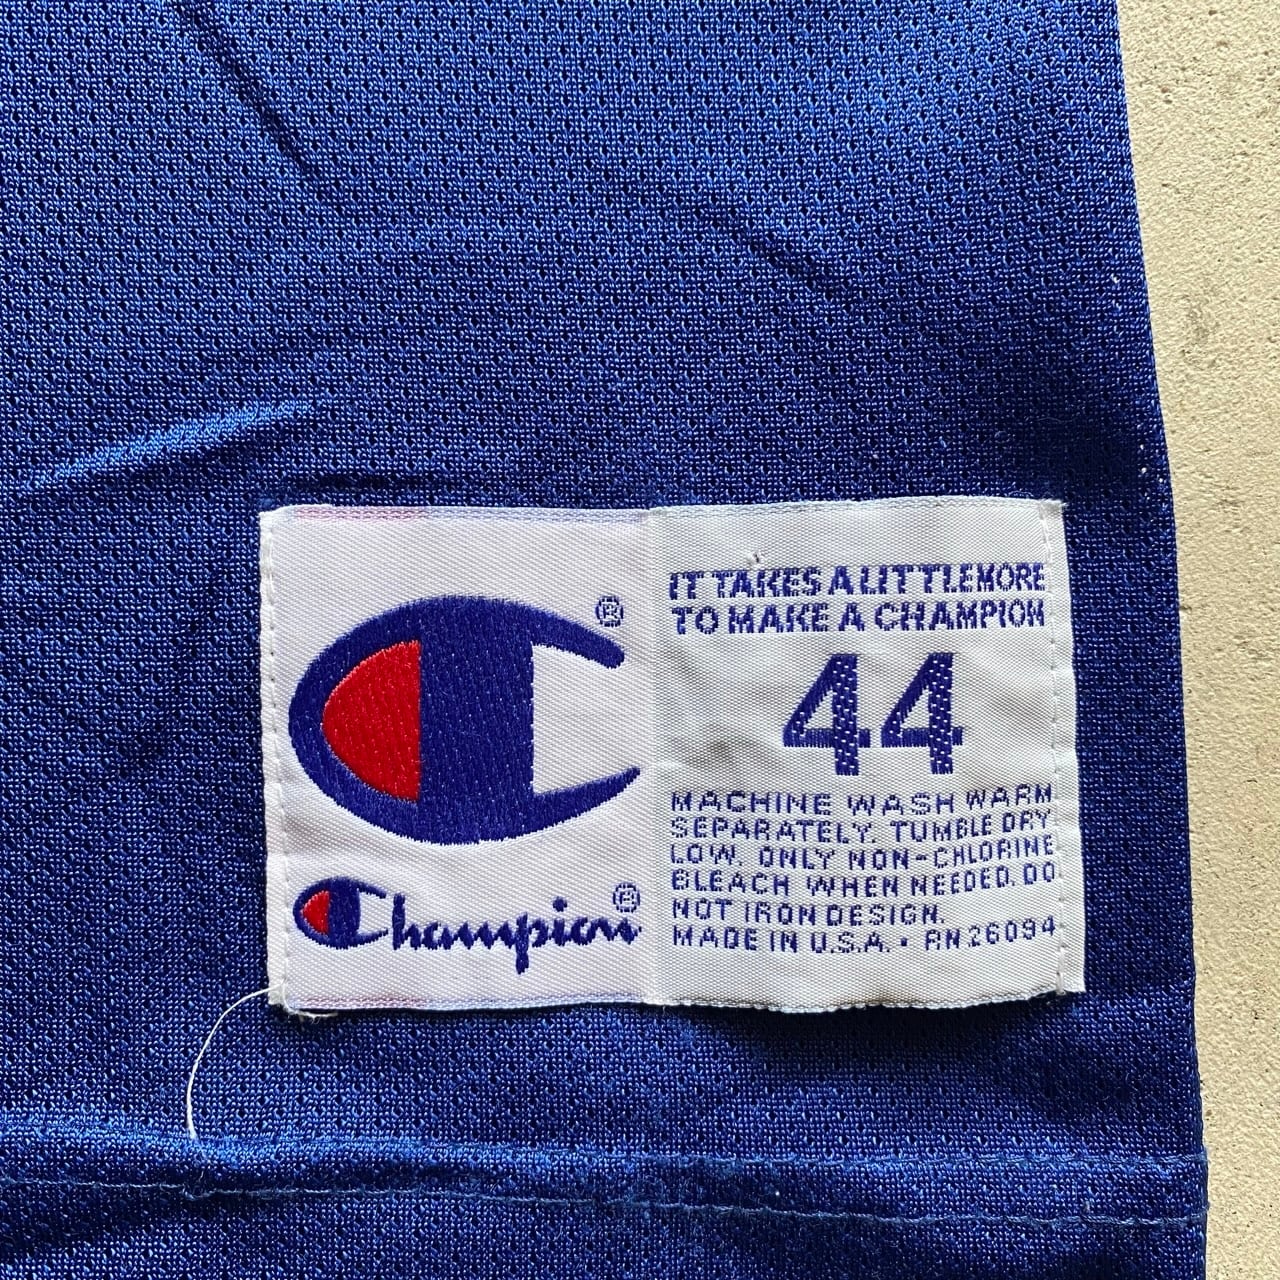 IT TAKES A LITTLE MORE
TO MAKE A CHAMPION
44
MACHINE WASH WARM
SEPARATELY. TUMBLE DRY
LOW. ONLY NON-CHLORINE
BLEACH WHEN NEEDED. DO
NOT IRON DESIGN.
MADE IN U.S.A. • RN 26094
®
Champion®